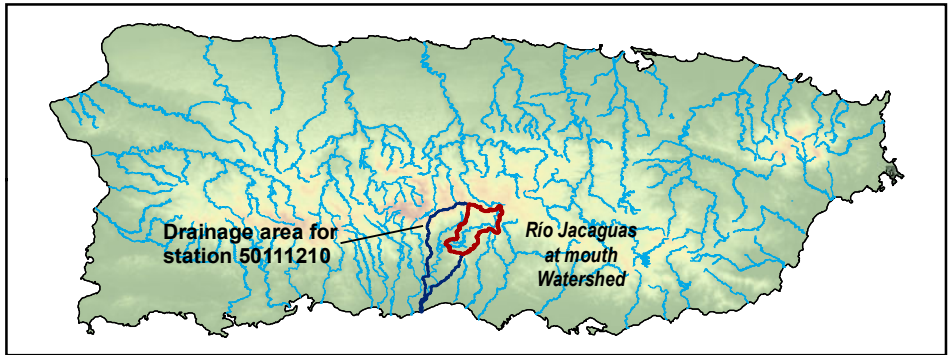 Drainage area for
station 50111210
Río Jacaguas
at mouth
Watershed